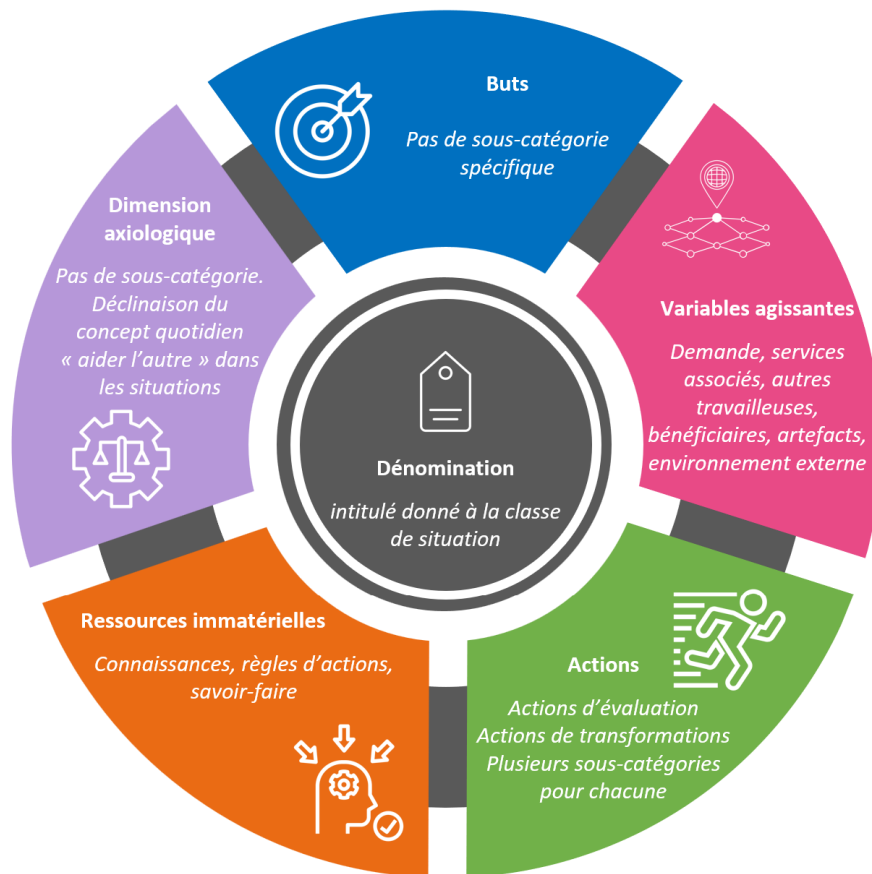 Buts
Pas de sous-catégorie
spécifique
Variables agissantes
Demande, services
associés, autres
travailleuses,
bénéficiaires, artefacts,
environnement externe
Actions
Actions d’évaluation
Actions de transformations
Plusieurs sous-catégories
pour chacune
Ressources immatérielles
Connaissances, règles d’actions,
savoir-faire
Dimension
axiologique
Pas de sous-catégorie.
Déclinaison du
concept quotidien
« aider l’autre » dans
les situations
Dénomination
intitulé donné à la classe
de situation